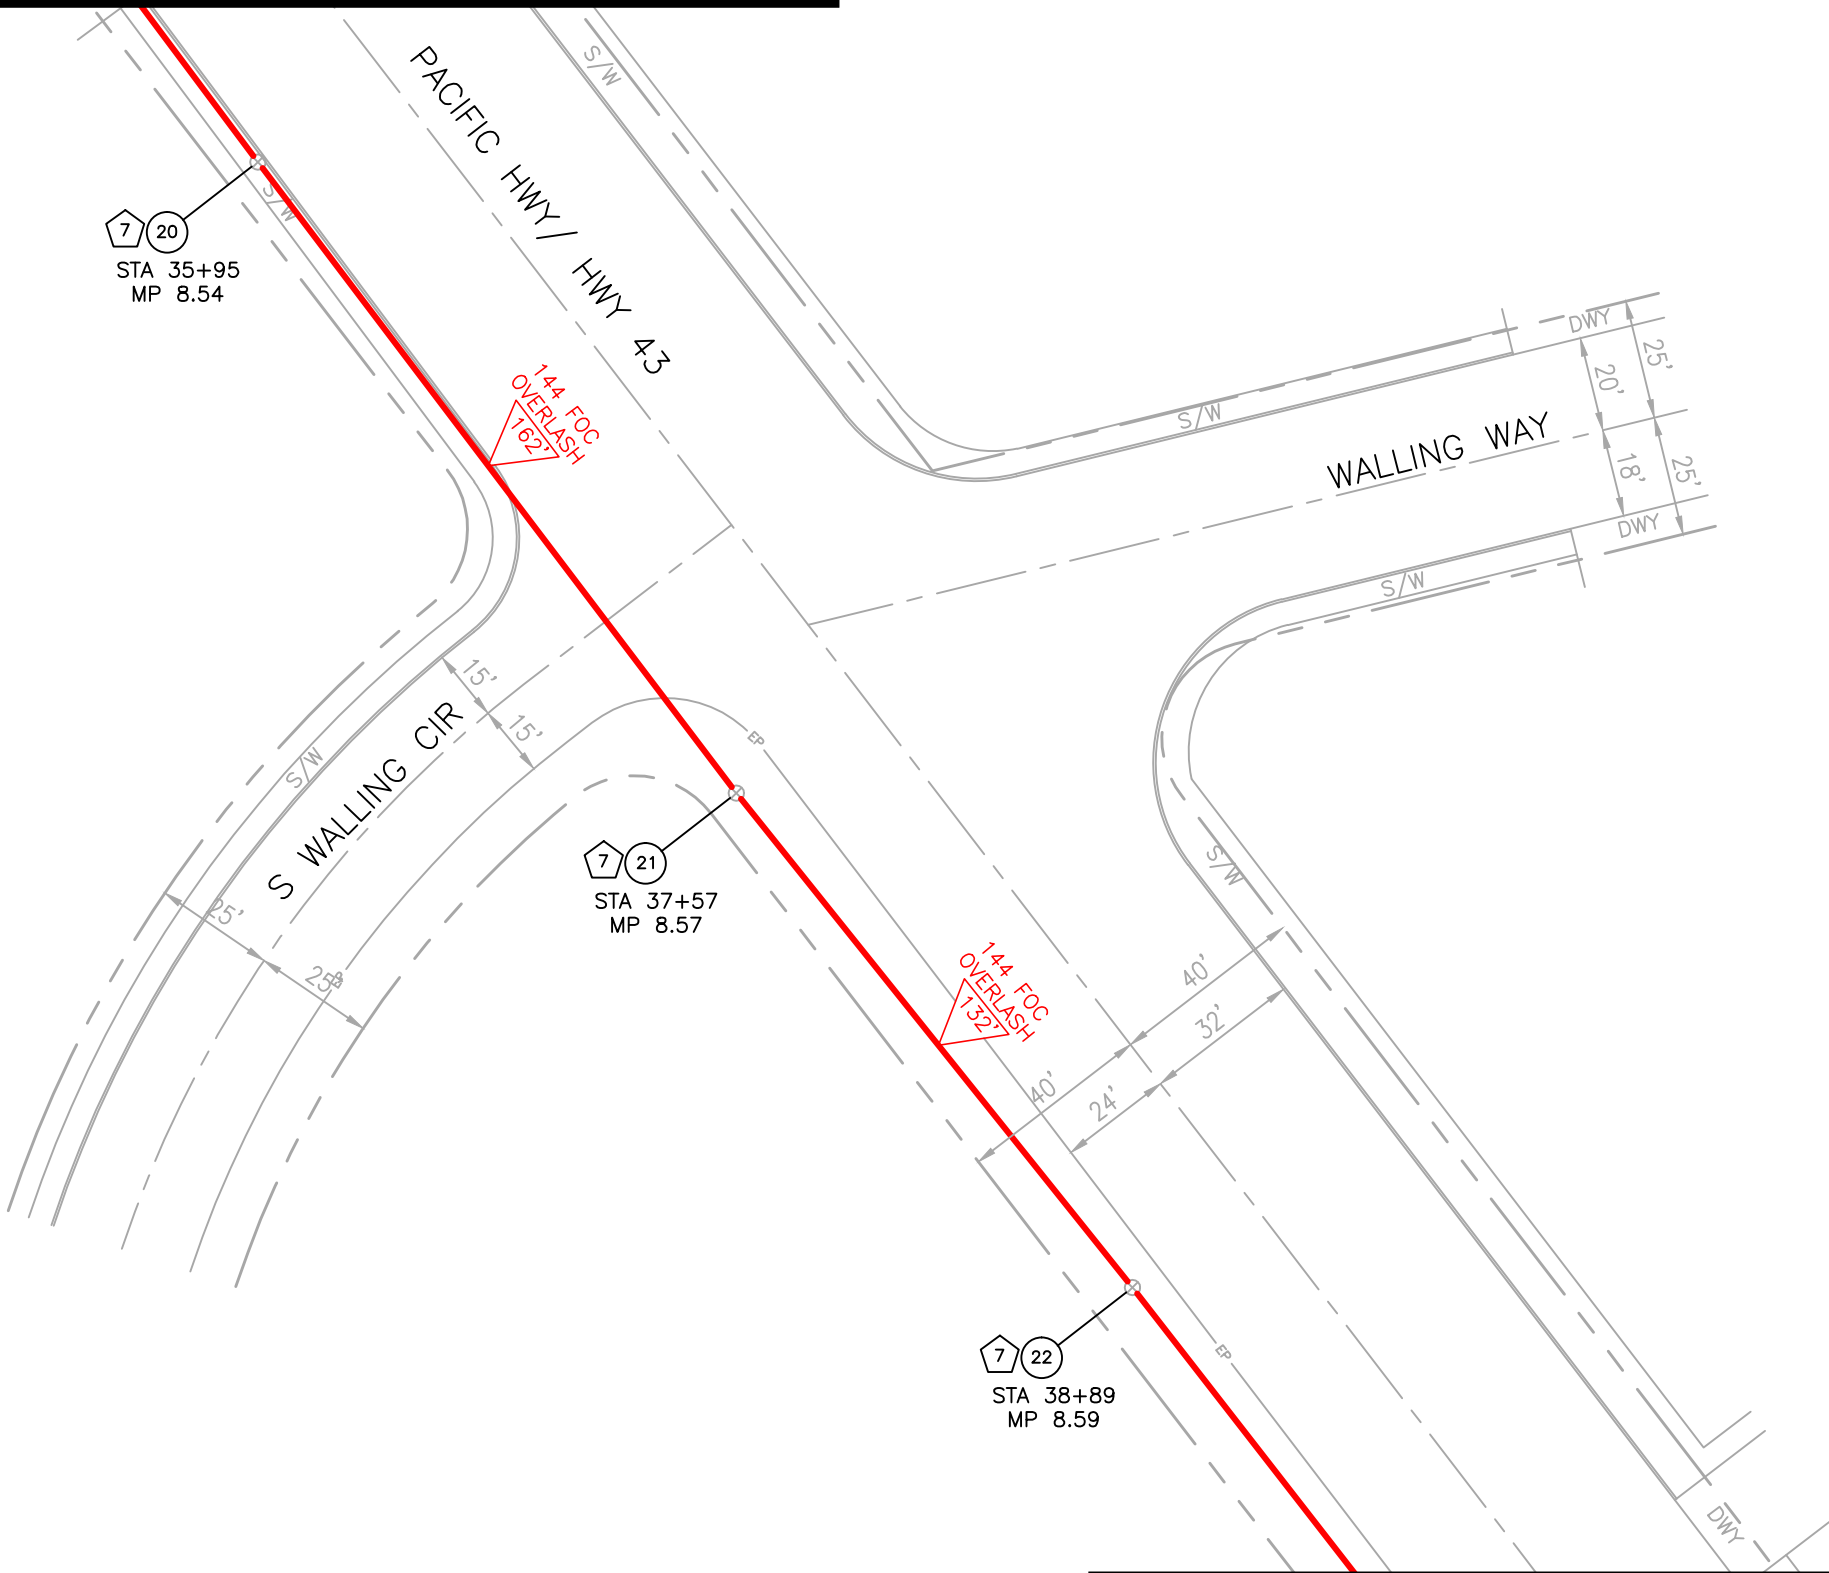 S/W
PACIFIC HWY/ HWY 43
S/W
7 20
STA 35+95
MP 8.54
144 FOC
OVERLASH
162'
DWY
25'
20'
S/W
WALLING WAY
18'
25'
DWY
S/W
15'
15'
S WALLING CIR
S/W
EP
25'
25'
EP
7 21
STA 37+57
MP 8.57
S/W
144 FOC
OVERLASH
132'
40'
32'
40'
24'
7 22
STA 38+89
MP 8.59
EP
DWY